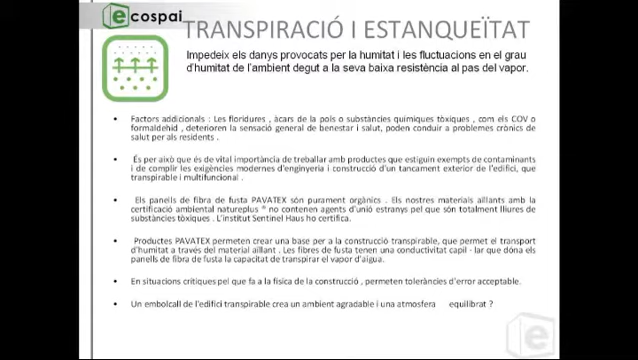 ecospai
TRANSPIRACIÓ I ESTANQUEÏTAT
Impedeix els danys provocats per la humitat i les fluctuacions en el grau
d'humitat de l'ambient degut a la seva baixa resistència al pas del vapor.
• Factors addicionals : Les floridures , àcars de la pols o substàncies químiques tòxiques , com els COV o
formaldehid , deterioren la sensació general de benestar i salut, poden conduir a problemes crònics de
salut per als residents .
• És per això que és de vital importància de treballar amb productes que estiguin exempts de contaminants
i de complir les exigències modernes d'enginyeria i construcció d'un tancament exterior de l'edifici, que
transpirable i multifuncional .
• Els panells de fibra de fusta PAVATEX són purament orgànics . Els nostres materials aïllants amb la
certificació ambiental natureplus ® no contenen agents d'unió estranys pel que són totalment lliures de
substàncies tòxiques . L'institut Sentinel Haus ho certifica.
• Productes PAVATEX permeten crear una base per a la construcció transpirable, que permet el transport
d'humitat a través del material aïllant . Les fibres de fusta tenen una conductivitat capil - lar que dóna els
panells de fibra de fusta la capacitat de transpirar el vapor d'aigua.
• En situacions crítiques pel que fa a la física de la construcció , permeten toleràncies d'error acceptable.
• Un embolcall de l'edifici transpirable crea un ambient agradable i una atmosfera equilibrat ?